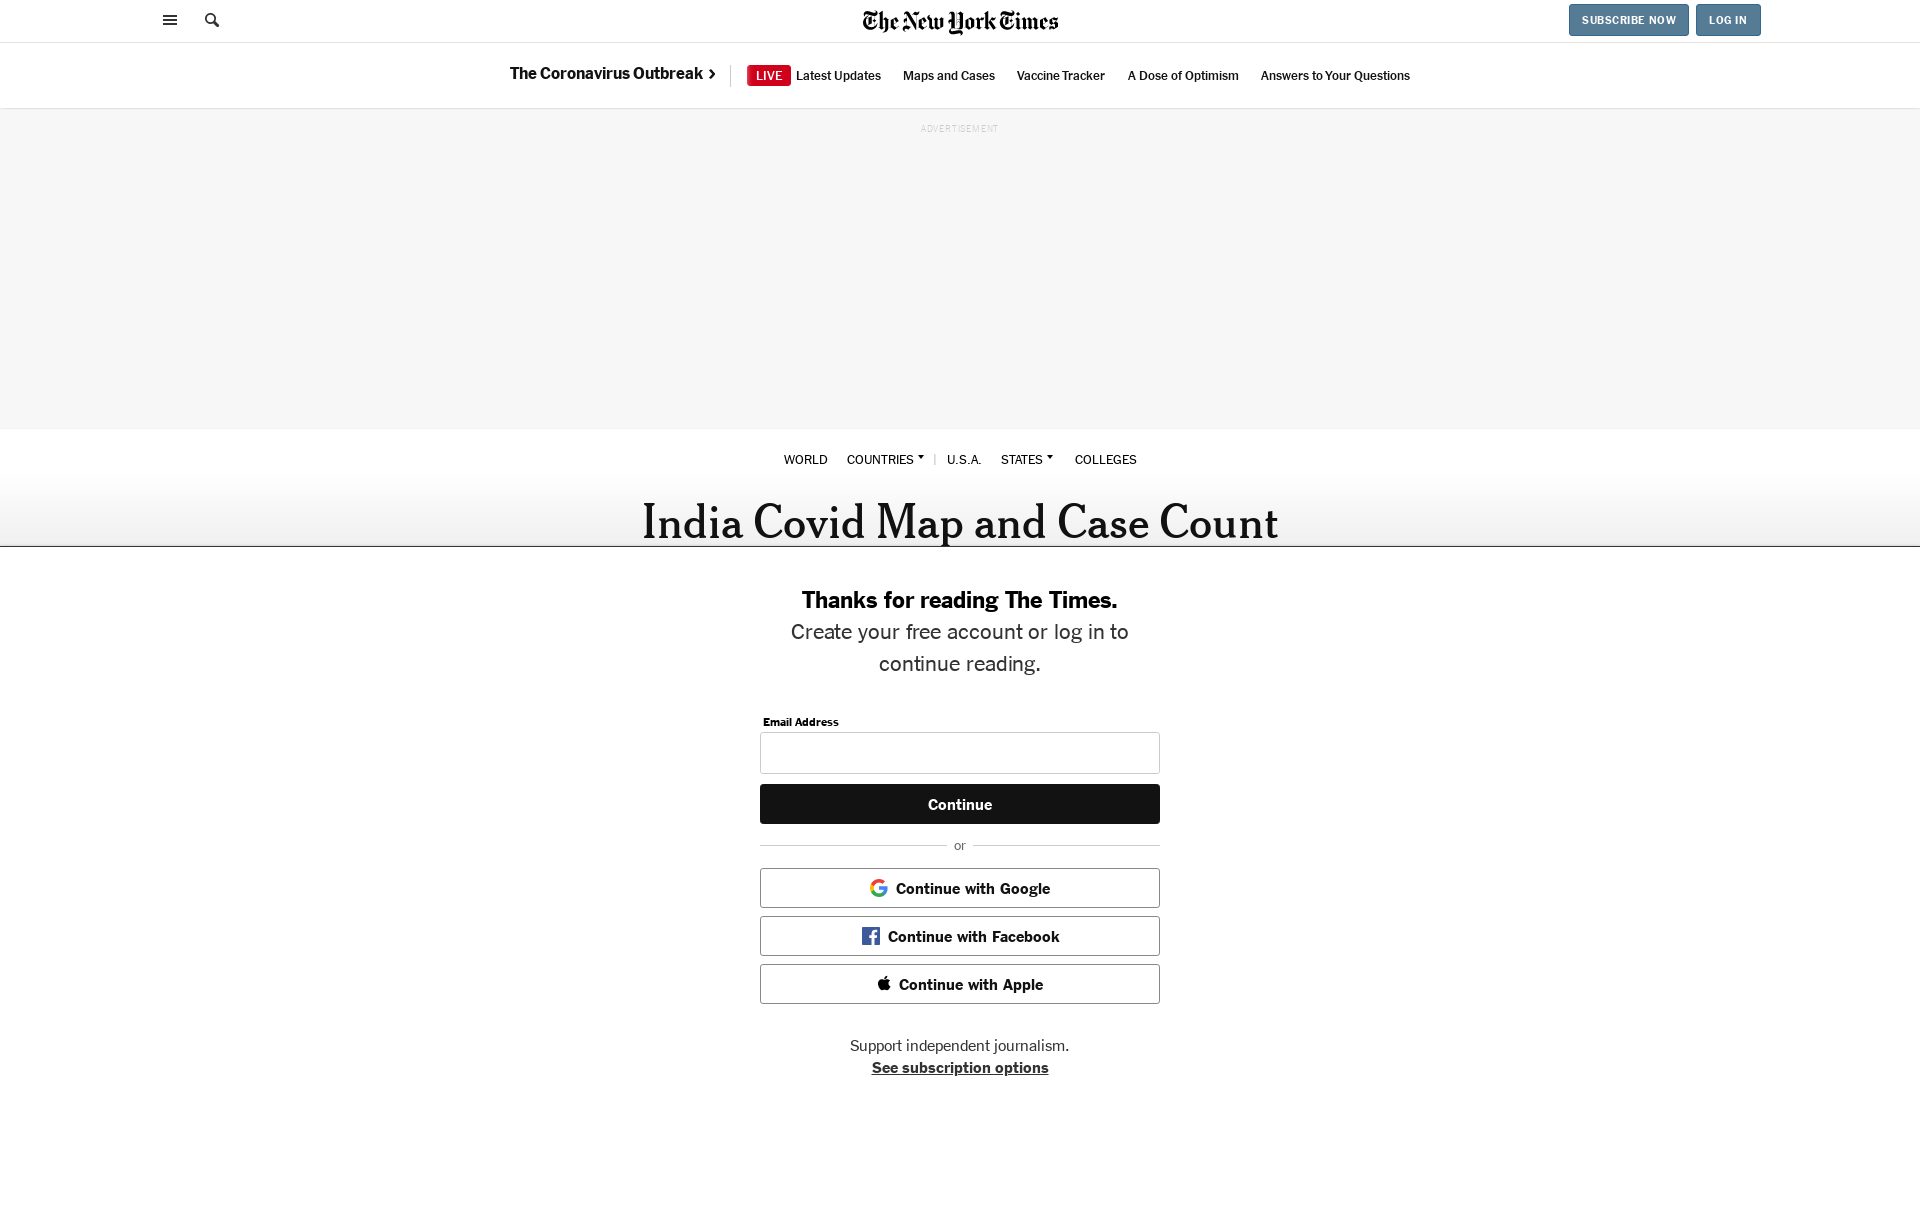 The New York Times
SUBSCRIBE NOW
LOG IN
The Coronavirus Outbreak ›
LIVE Latest Updates
Maps and Cases
Vaccine Tracker
A Dose of Optimism
Answers to Your Questions
ADVERTISEMENT
WORLD
COUNTRIES
U.S.A.
STATES
COLLEGES
India Covid Map and Case Count
Thanks for reading The Times.
Create your free account or log in to
continue reading.
Email Address
Continue
or
Continue with Google
Continue with Facebook
Continue with Apple
Support independent journalism.
See subscription options